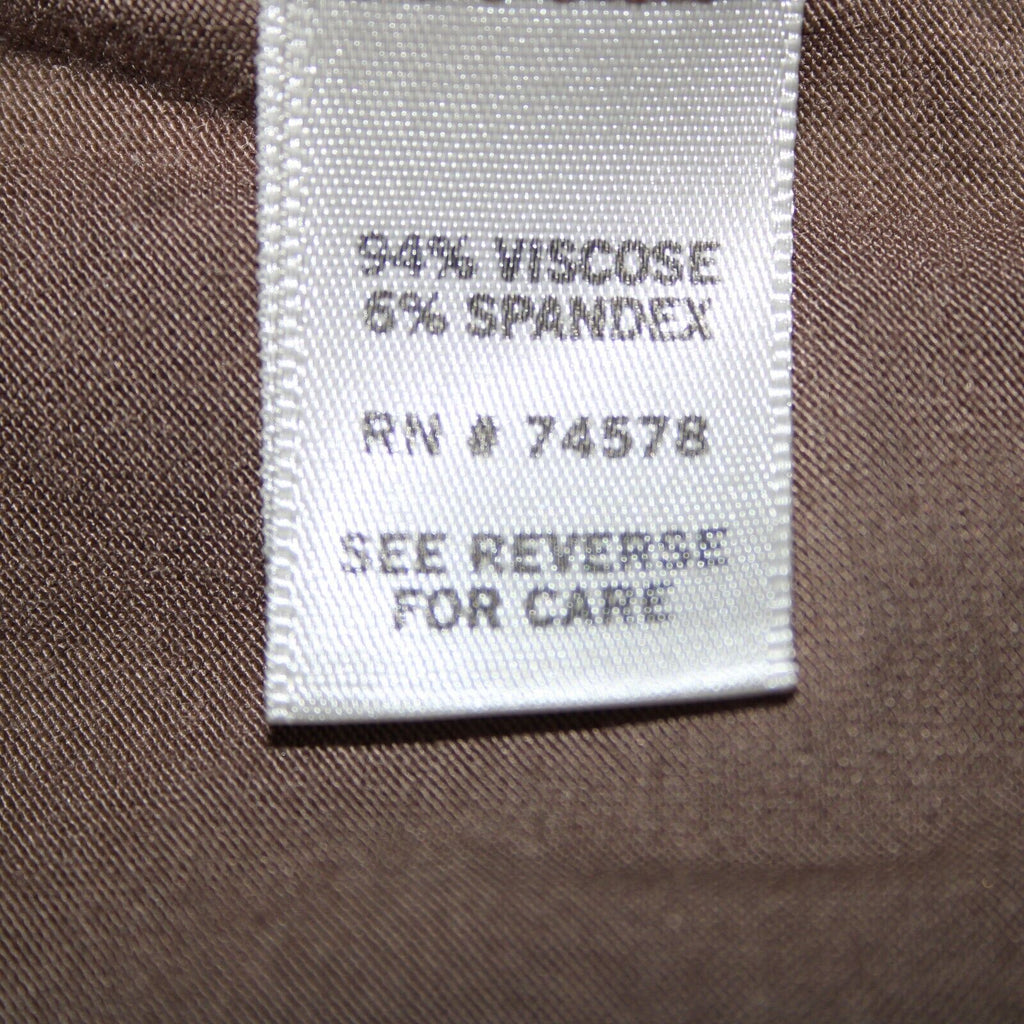 94% VISCOSE
6% SPANDEX
RN # 74578
SEE REVERSE
FOR CARE